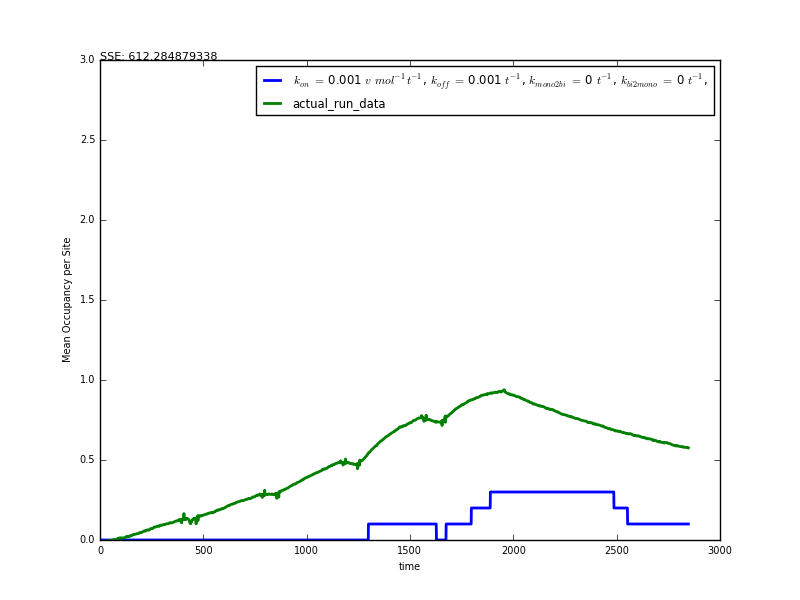 SSE: 612.284879338
k_on = 0.001 v mol^-1 t^-1, k_off = 0.001 t^-1, k_mono2bi = 0 t^-1, k_bi2mono = 0 t^-1,
actual_run_data
3.0
2.5
2.0
1.5
1.0
0.5
0.0
Mean Occupancy per Site
0 500 1000 1500 2000 2500 3000
time